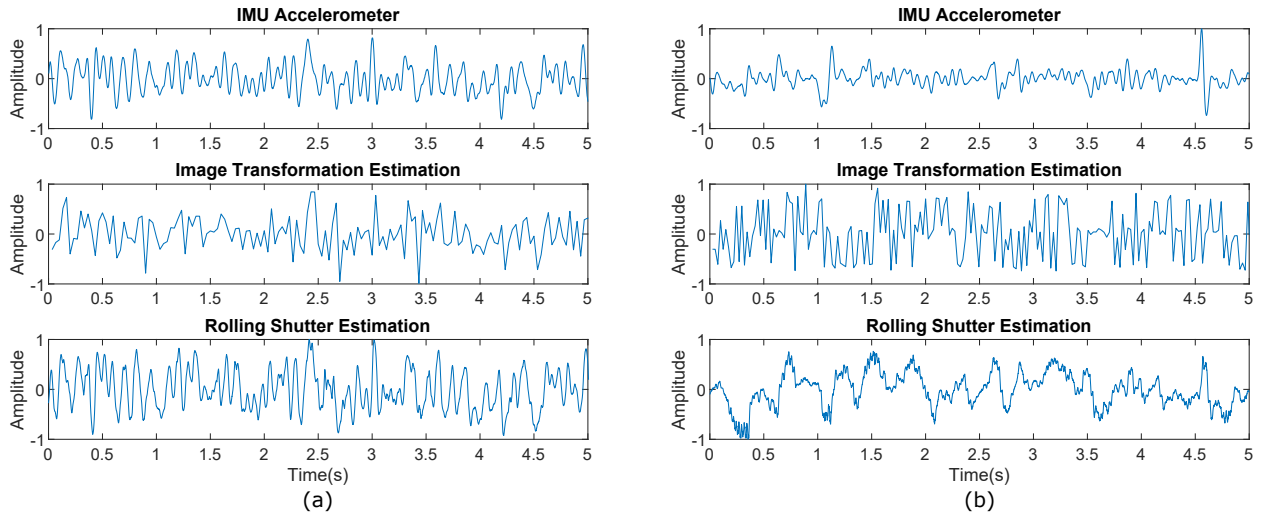 IMU Accelerometer
Amplitude
1
0
-1
0 0.5 1 1.5 2 2.5 3 3.5 4 4.5 5
Image Transformation Estimation
Amplitude
1
0
-1
0 0.5 1 1.5 2 2.5 3 3.5 4 4.5 5
Rolling Shutter Estimation
Amplitude
1
0
-1
0 0.5 1 1.5 2 2.5 3 3.5 4 4.5 5
Time(s)
(a)
IMU Accelerometer
Amplitude
1
0
-1
0 0.5 1 1.5 2 2.5 3 3.5 4 4.5 5
Image Transformation Estimation
Amplitude
1
0
-1
0 0.5 1 1.5 2 2.5 3 3.5 4 4.5 5
Rolling Shutter Estimation
Amplitude
1
0
-1
0 0.5 1 1.5 2 2.5 3 3.5 4 4.5 5
Time(s)
(b)